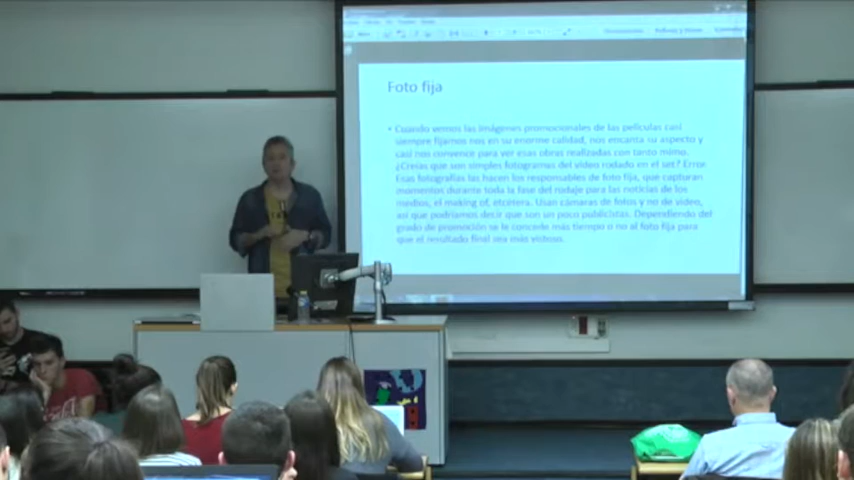 Foto fija
• Cuando vemos las imágenes promocionales de las películas casi
siempre fijamos nos en su enorme calidad, nos encanta su aspecto y
casi nos convence para ver esas obras realizadas con tanto mimo.
¿Creías que son simples fotogramas del video rodado en el set? Error.
Esas fotografías las hacen los responsables de foto fija, que capturan
momentos durante toda la fase del rodaje para las noticias de los
medios, el making of, etcétera. Usan cámaras de fotos y no de video,
así que podríamos decir que son un poco publicistas. Dependiendo del
grado de promoción se le concede más tiempo o no al foto fija para
que el resultado final sea más vistoso.